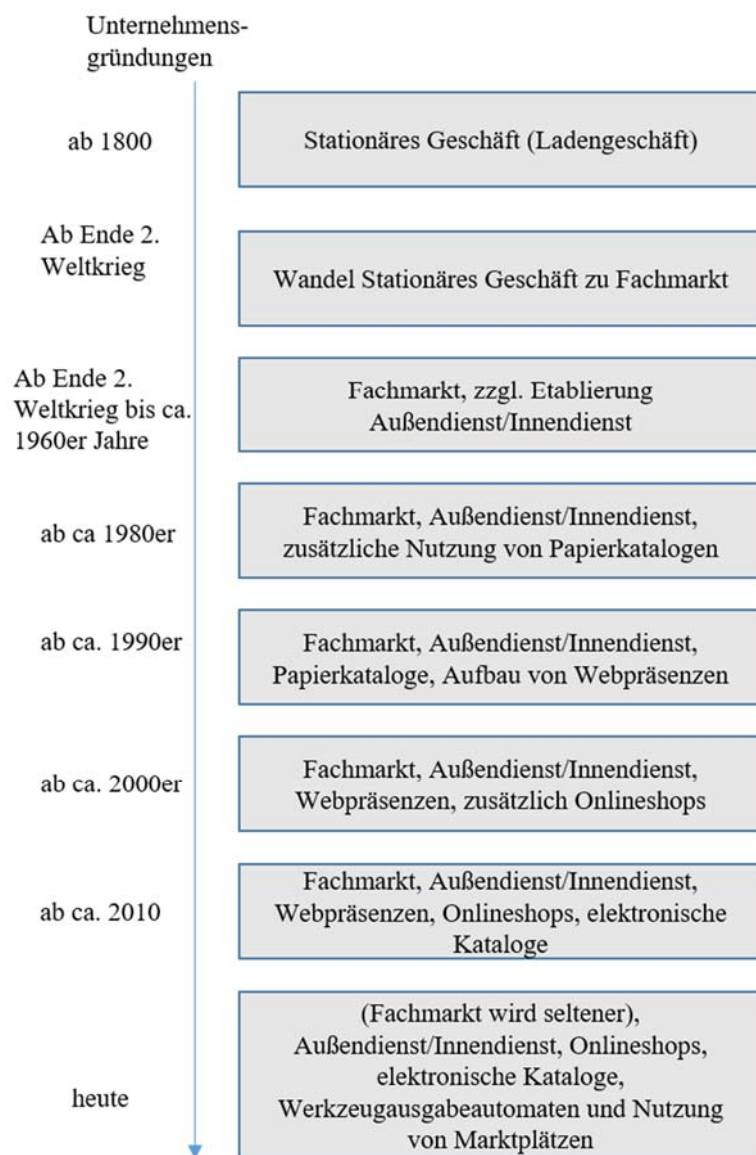 Unternehmens-
gründungen
ab 1800
Stationäres Geschäft (Ladengeschäft)
Ab Ende 2.
Weltkrieg
Wandel Stationäres Geschäft zu Fachmarkt
Ab Ende 2.
Weltkrieg bis ca.
1960er Jahre
Fachmarkt, zzgl. Etablierung
Außendienst/Innendienst
ab ca 1980er
Fachmarkt, Außendienst/Innendienst,
zusätzliche Nutzung von Papierkatalogen
ab ca. 1990er
Fachmarkt, Außendienst/Innendienst,
Papierkataloge, Aufbau von Webpräsenzen
ab ca. 2000er
Fachmarkt, Außendienst/Innendienst,
Webpräsenzen, zusätzlich Onlineshops
ab ca. 2010
Fachmarkt, Außendienst/Innendienst,
Webpräsenzen, Onlineshops, elektronische
Kataloge
heute
(Fachmarkt wird seltener),
Außendienst/Innendienst, Onlineshops,
elektronische Kataloge,
Werkzeugausgabeautomaten und Nutzung
von Marktplätzen